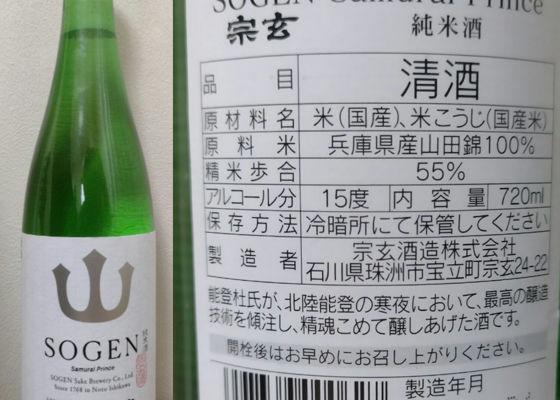 SOGEN
純米酒
Samurai Prince
SOGEN Sake Brewery Co., Ltd.
Since 1768 in Noto Ishikawa
SOGEN Samurai Prince
宗玄 純米酒
品目 清酒
原材料名 米(国産)、米こうじ(国産米)
原料米 兵庫県産山田錦100%
精米歩合 55%
アルコール分 15度 内容量 720ml
保存方法 冷暗所にて保管してください
製造者 宗玄酒造株式会社
石川県珠洲市宝立町宗玄24-22
能登杜氏が、北陸能登の寒夜において、最高の醸造
技術を傾注し、精魂こめて醸しあげた酒です。
開栓後はお早めにお召し上がりください。
製造年月